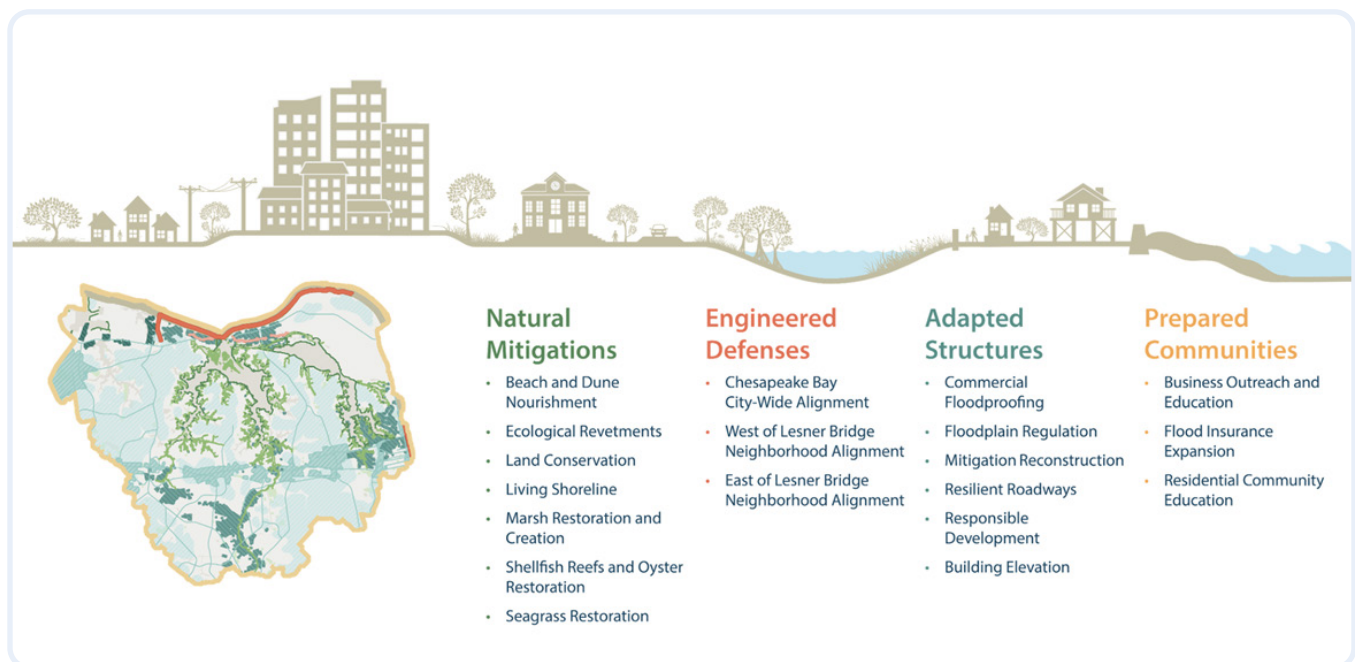 Natural
Mitigations
• Beach and Dune
Nourishment
• Ecological Revetments
• Land Conservation
• Living Shoreline
• Marsh Restoration and
Creation
• Shellfish Reefs and Oyster
Restoration
• Seagrass Restoration
Engineered
Defenses
• Chesapeake Bay
City-Wide Alignment
• West of Lesner Bridge
Neighborhood Alignment
• East of Lesner Bridge
Neighborhood Alignment
Adapted
Structures
• Commercial
Floodproofing
• Floodplain Regulation
• Mitigation Reconstruction
• Resilient Roadways
• Responsible
Development
• Building Elevation
Prepared
Communities
• Business Outreach and
Education
• Flood Insurance
Expansion
• Residential Community
Education